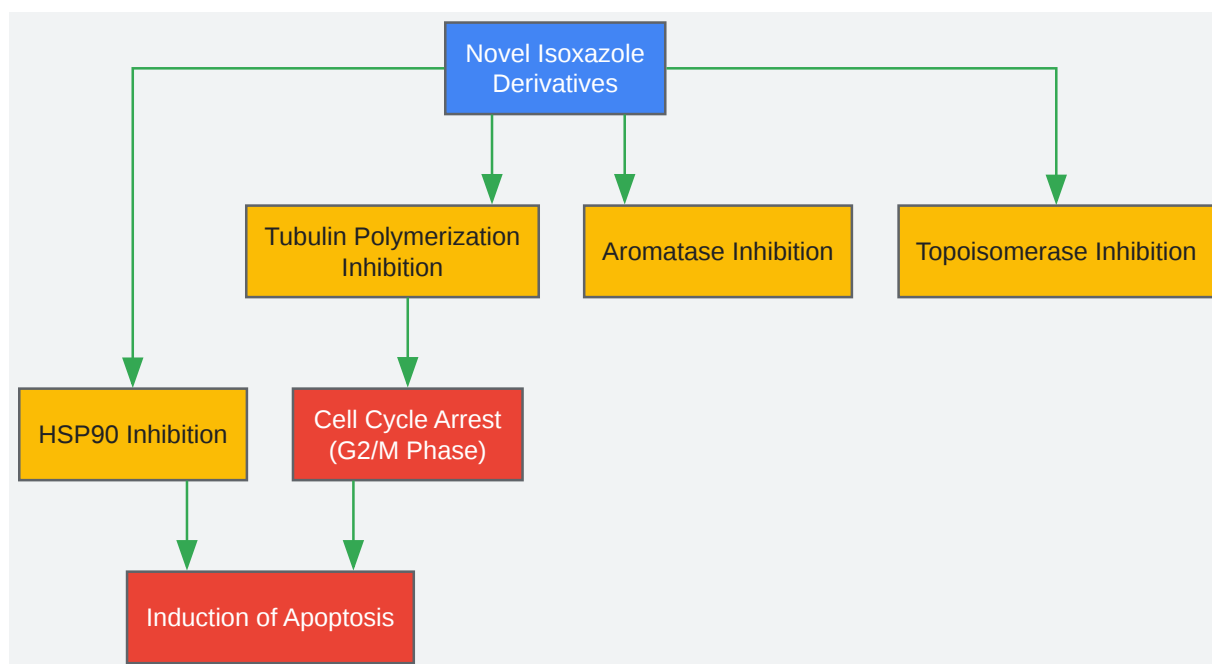 Novel Isoxazole
Derivatives
Tubulin Polymerization
Inhibition
Aromatase Inhibition
Topoisomerase Inhibition
HSP90 Inhibition
Cell Cycle Arrest
(G2/M Phase)
Induction of Apoptosis